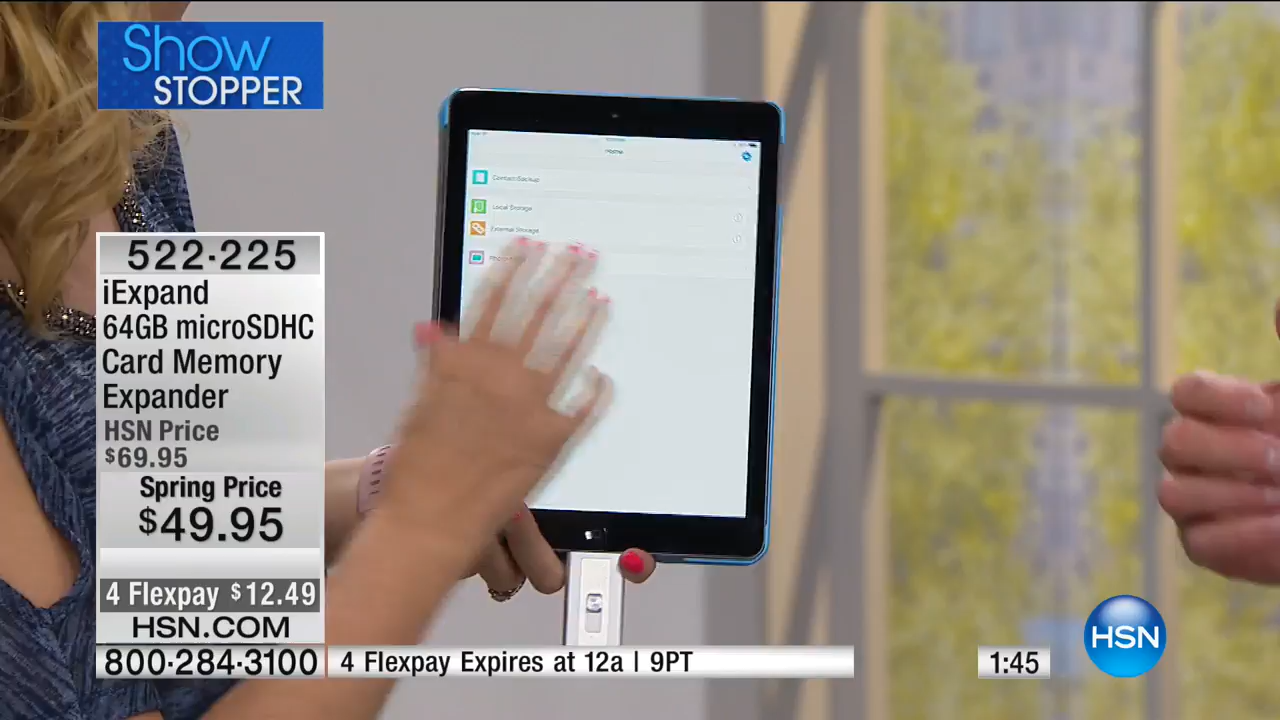 Show
STOPPER
522·225
iExpand
64GB microSDHC
Card Memory
Expander
HSN Price
$69.95
Spring Price
$49.95
4 Flexpay $12.49
HSN.COM
800·284·3100
4 Flexpay Expires at 12a | 9PT
1:45
HSN
Home
Contact Backup
Local Storage
External Storage